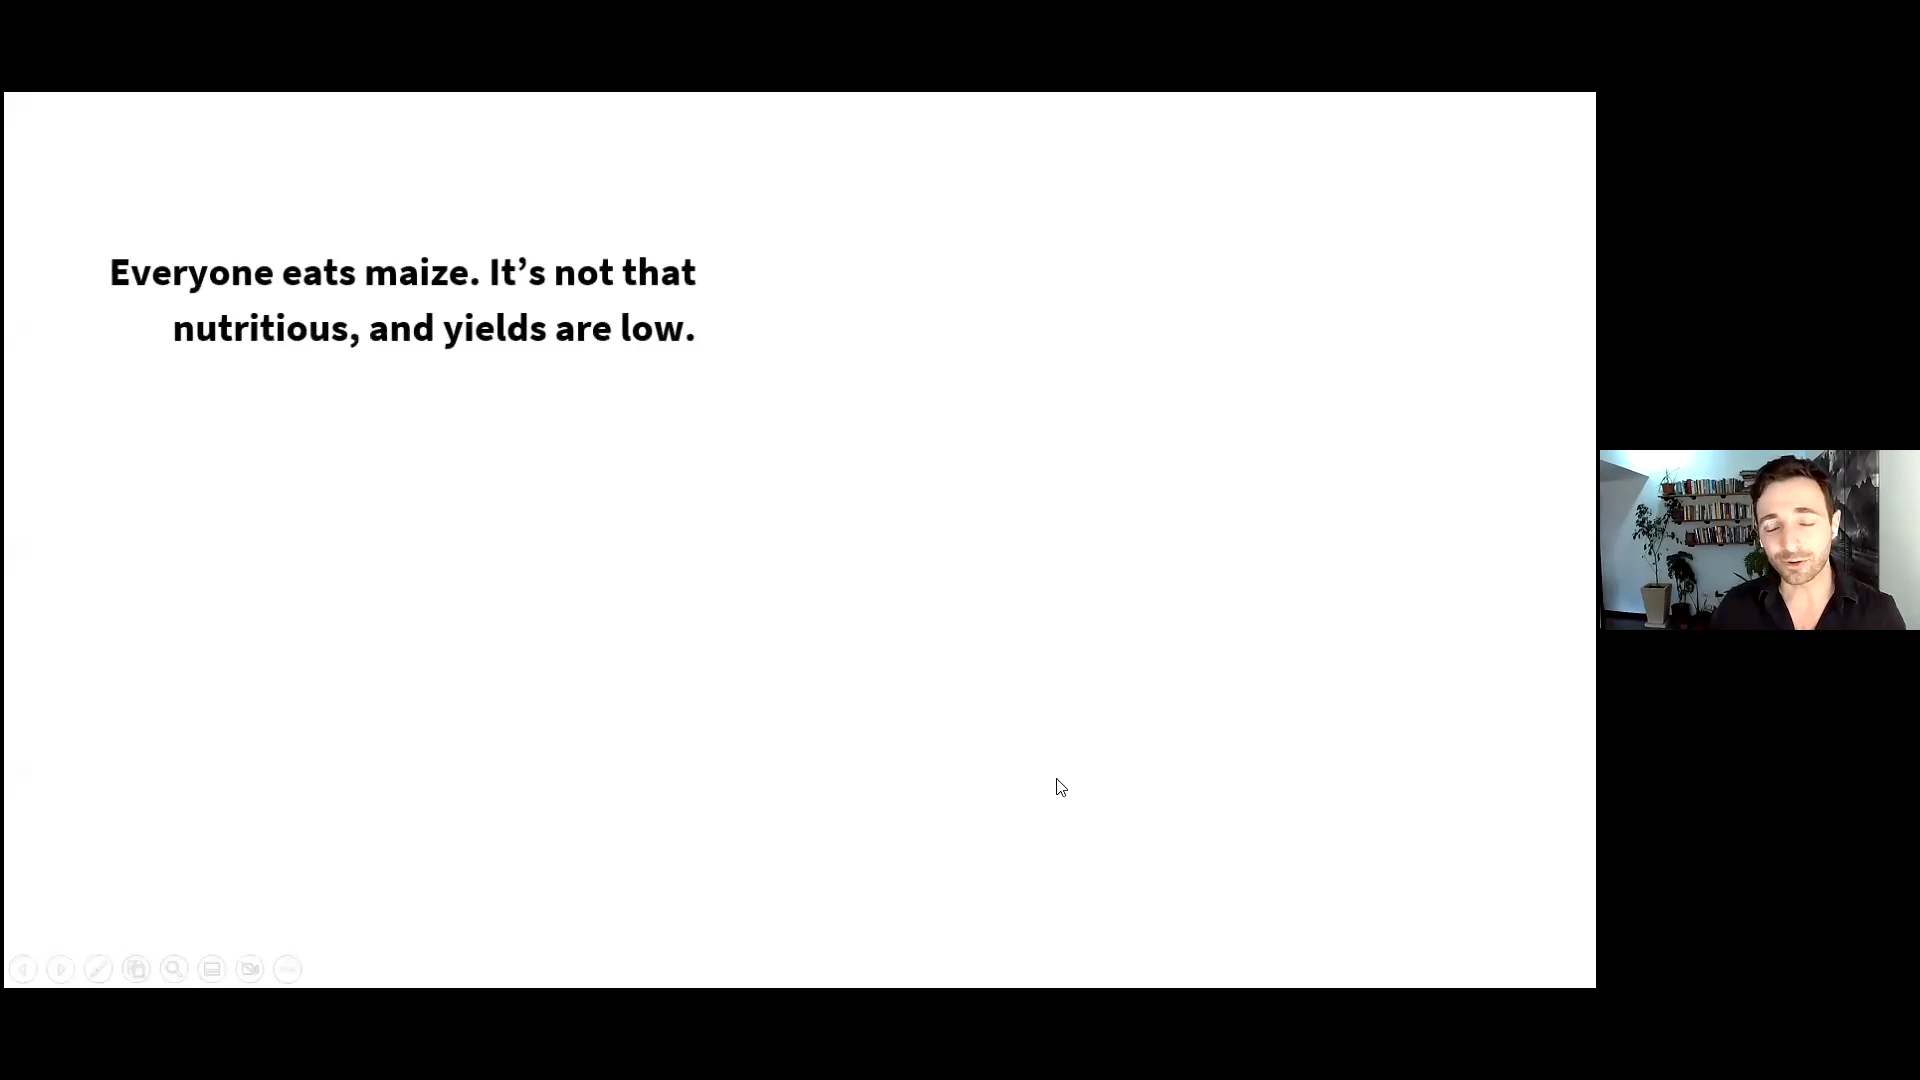 Everyone eats maize. It’s not that
nutritious, and yields are low.